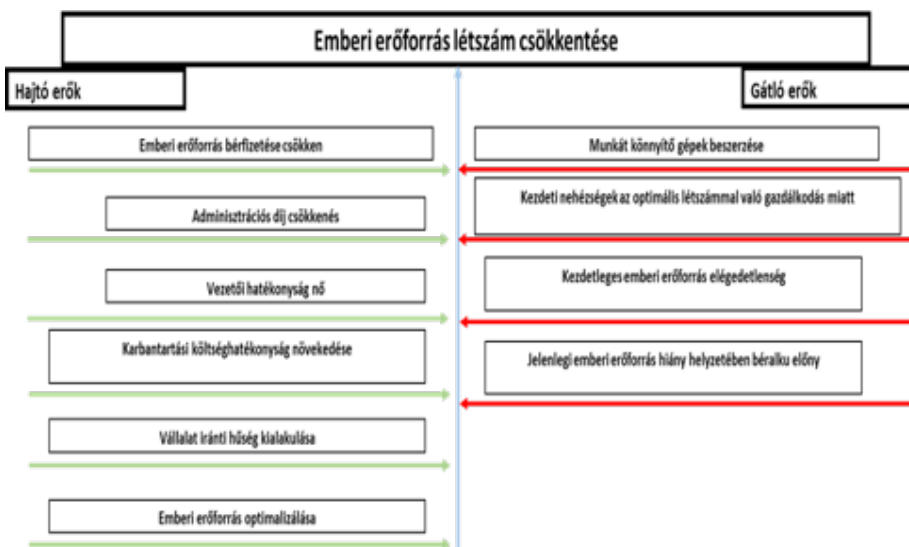 Emberi erőforrás létszám csökkentése
Hajtó erők
Gátló erők
Emberi erőforrás bérfizetése csökken
Adminisztrációs díj csökkenés
Vezetői hatékonyság nő
Karbantartási költséghatékonyság növekedése
Vállalat iránti hűség kialakulása
Emberi erőforrás optimalizálása
Munkát könnyítő gépek beszerzése
Kezdeti nehézségek az optimális létszámmal való gazdálkodás miatt
Kezdetleges emberi erőforrás elégedetlenség
Jelenlegi emberi erőforrás hiány helyzetében béralku előny